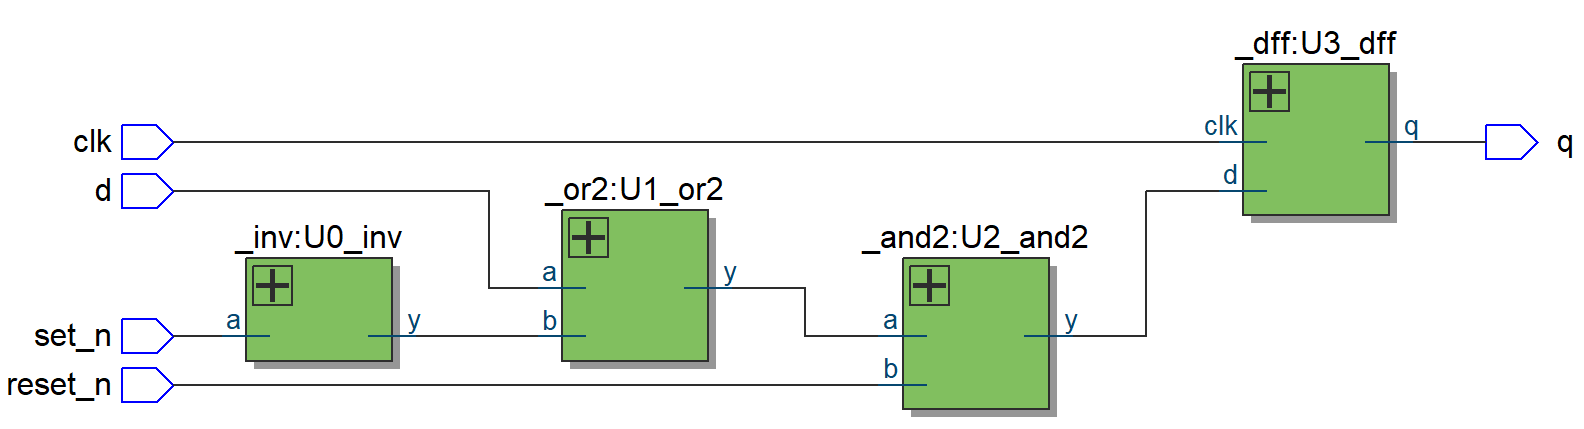 _dff:U3_dff
clk
clk
q
q
d
d
_or2:U1_or2
_inv:U0_inv
_and2:U2_and2
a
y
set_n
a
y
b
a
y
reset_n
b